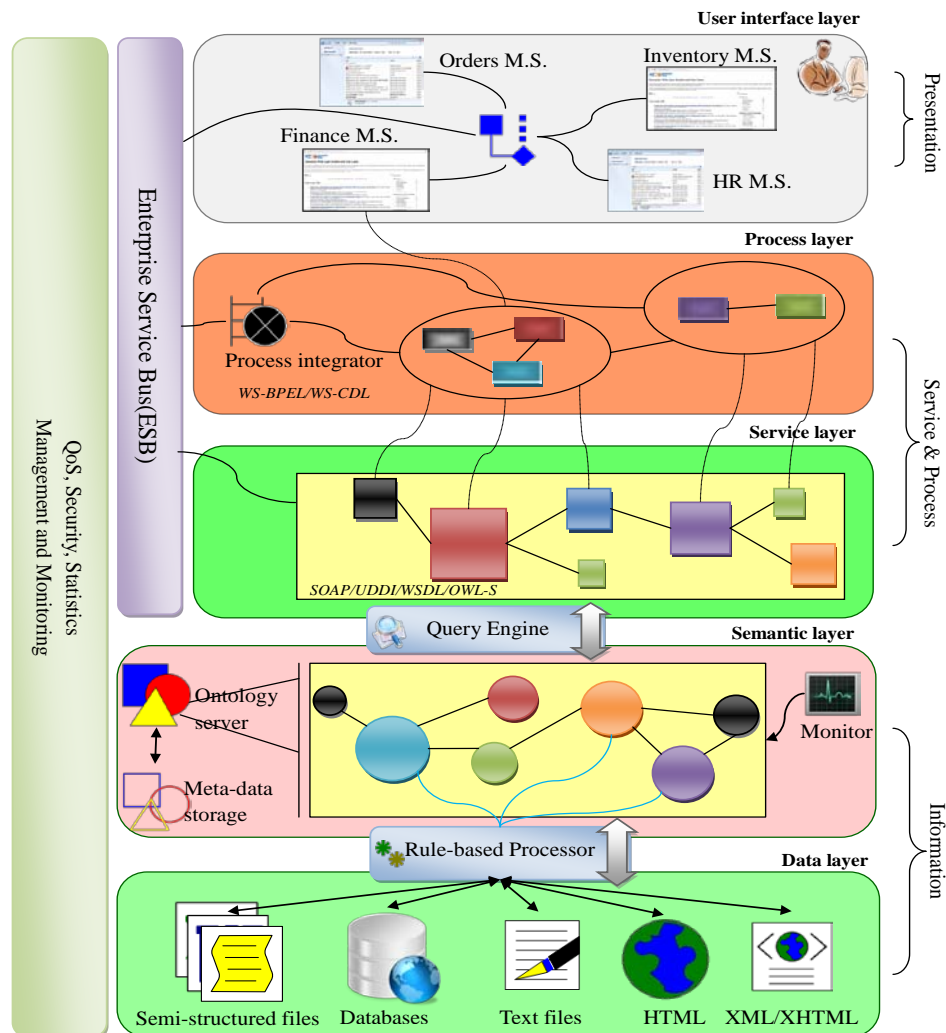 User interface layer
Orders M.S.
Inventory M.S.
Finance M.S.
HR M.S.
Presentation
Process layer
Process integrator
WS-BPEL/WS-CDL
Enterprise Service Bus(ESB)
Service layer
SOAP/UDDI/WSDL/OWL-S
Service & Process
QoS, Security, Statistics
Management and Monitoring
Query Engine
Semantic layer
Ontology
server
Monitor
Meta-data
storage
Rule-based Processor
Information
Data layer
Semi-structured files
Databases
Text files
HTML
XML/XHTML